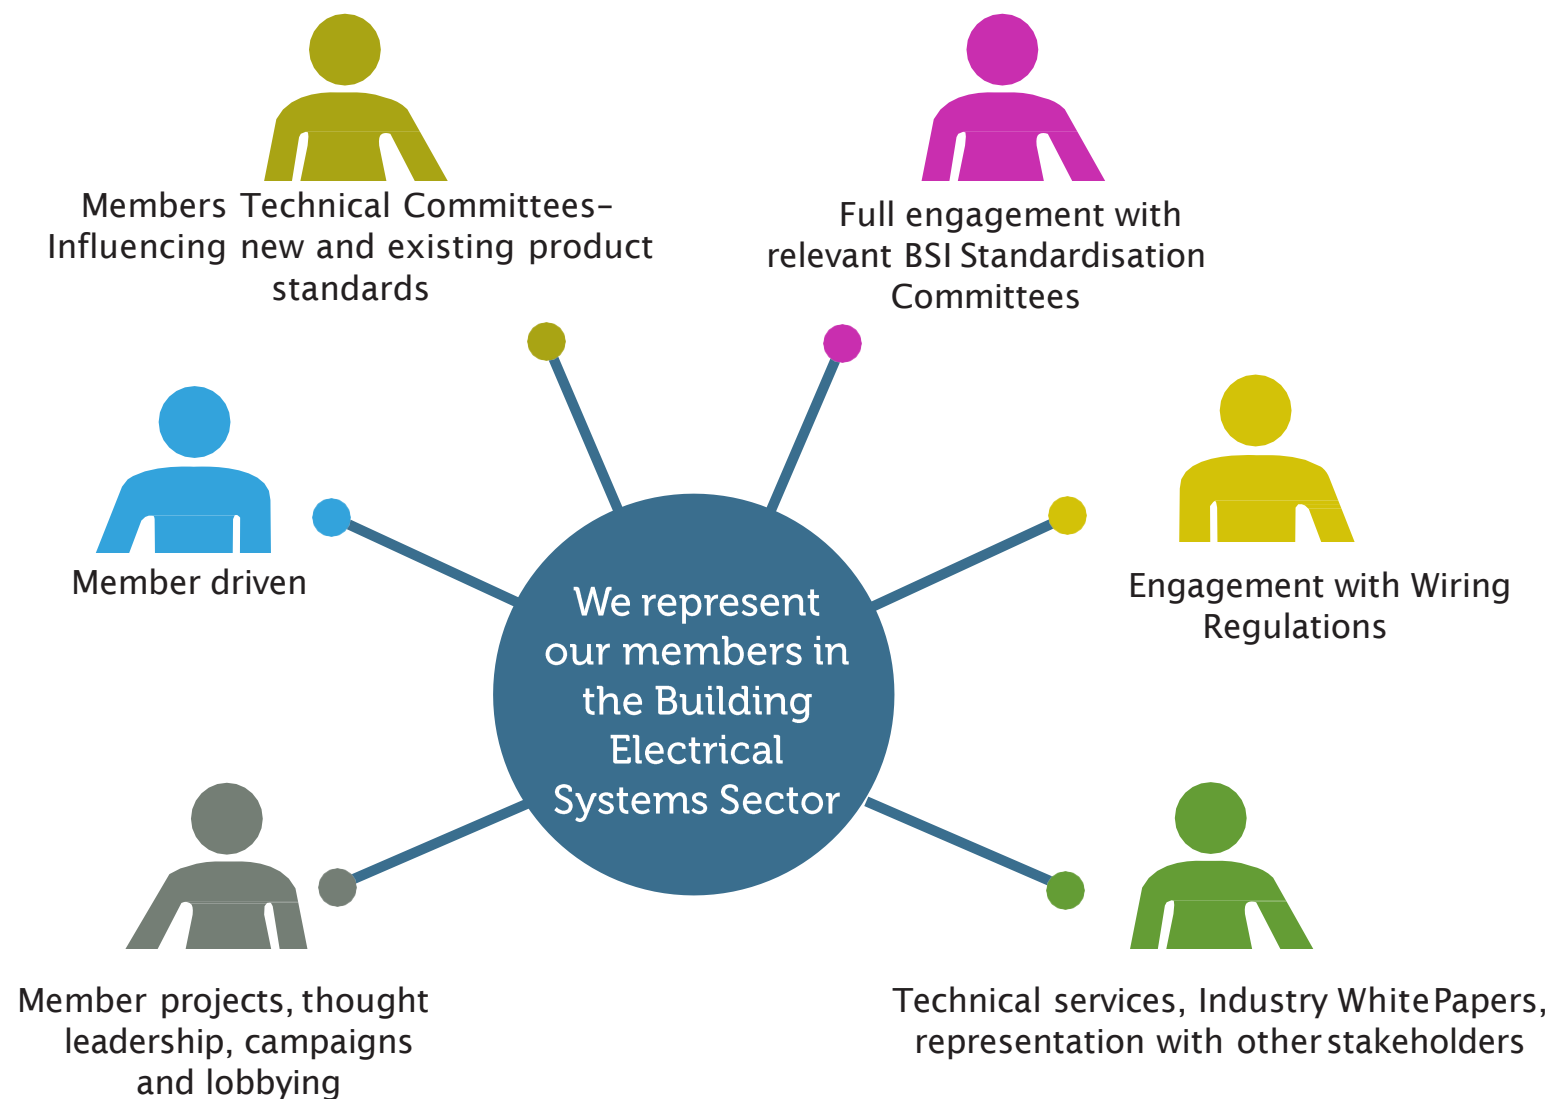 Members Technical Committees–
Influencing new and existing product
standards
Full engagement with
relevant BSI Standardisation
Committees
Member driven
Engagement with Wiring
Regulations
We represent
our members in
the Building
Electrical
Systems Sector
Member projects, thought
leadership, campaigns
and lobbying
Technical services, Industry White Papers,
representation with other stakeholders